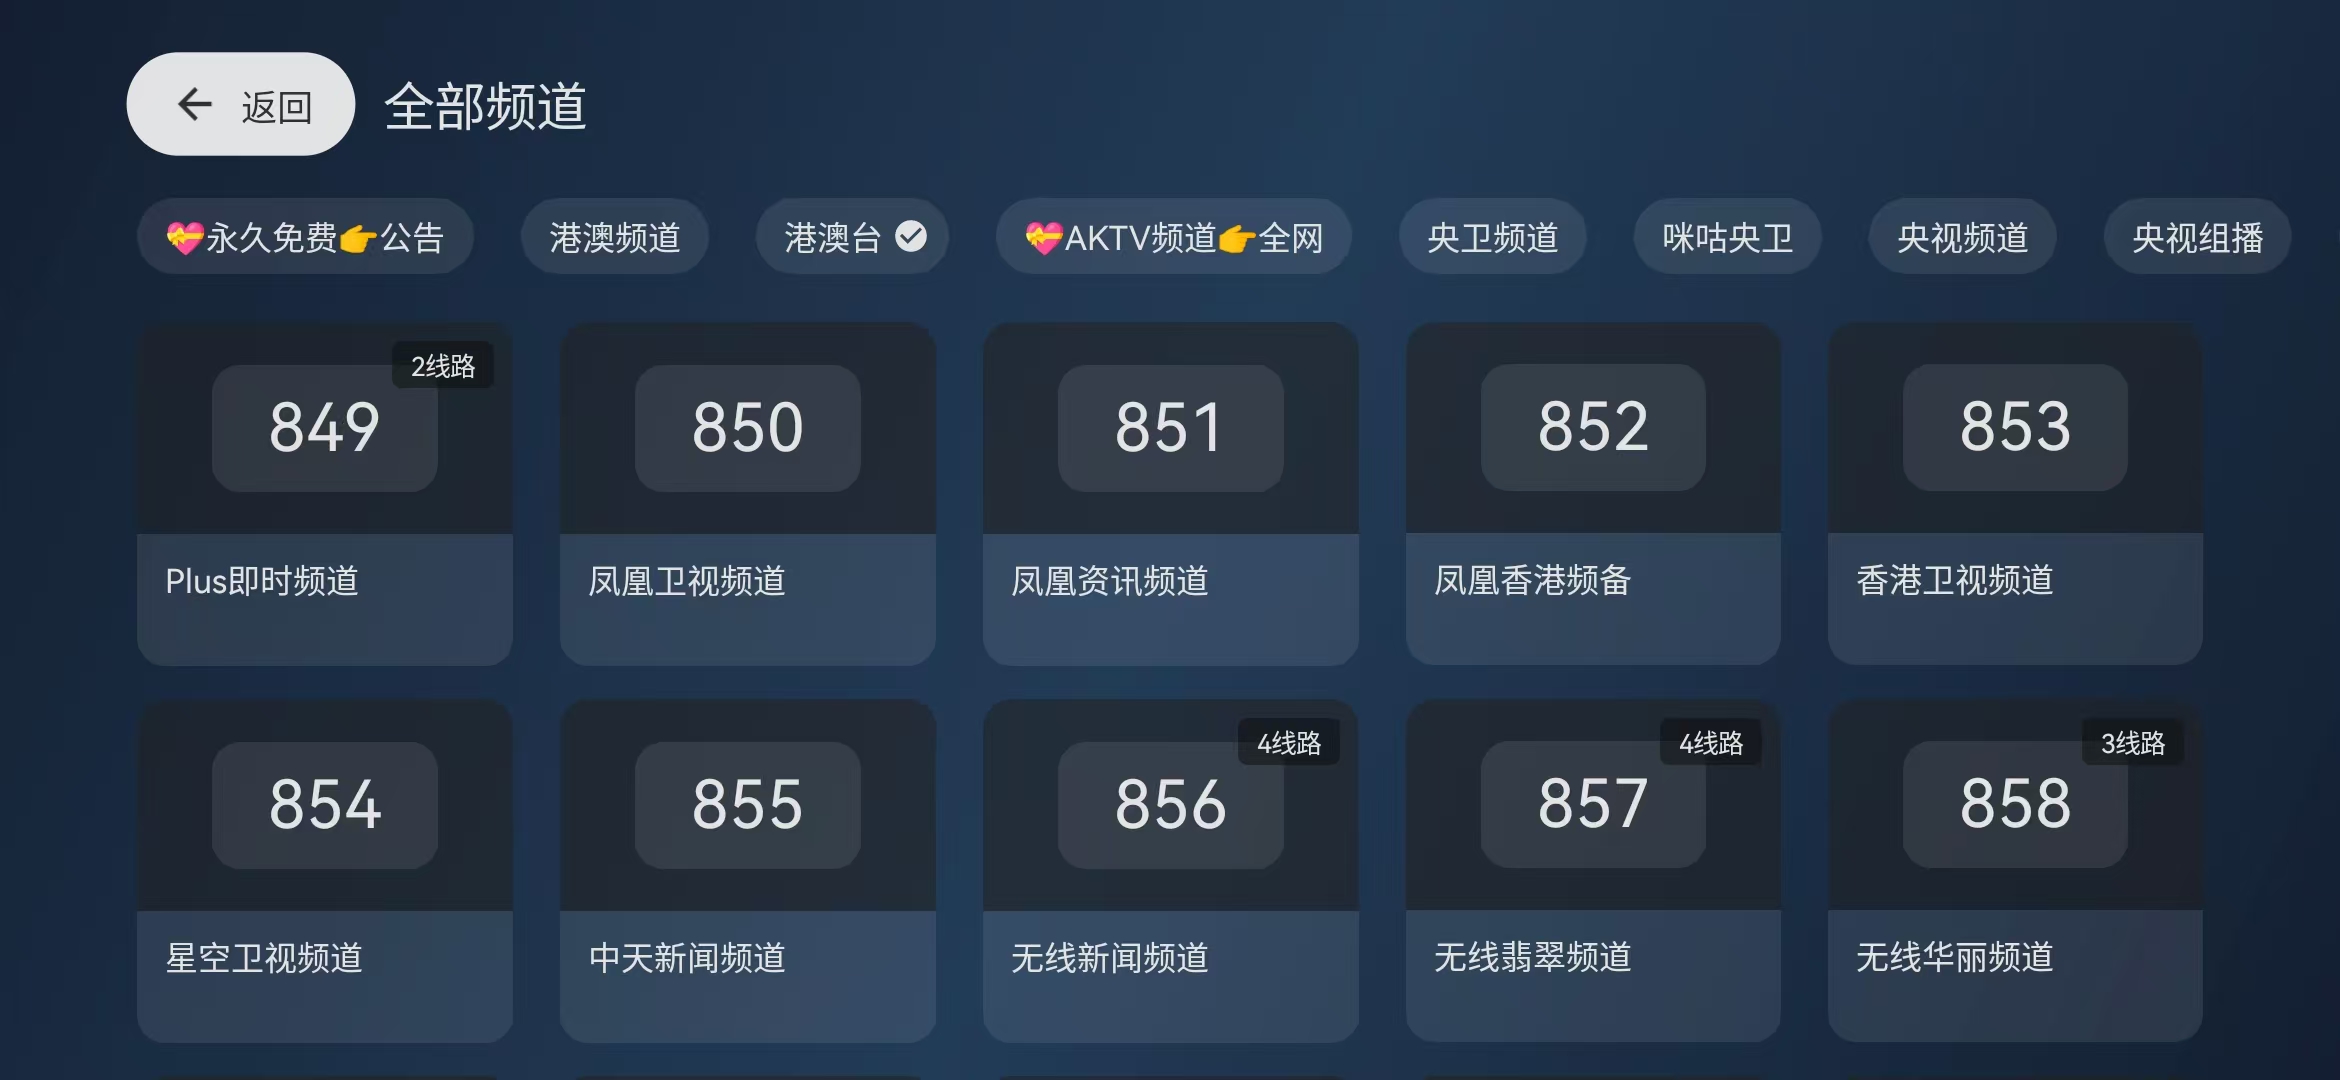 返回 全部频道
💝永久免费👉公告 港澳频道 港澳台 💝AKTV频道👉全网 央卫频道 咪咕央卫 央视频道 央视组播
2线路
849 850 851 852 853
Plus即时频道 凤凰卫视频道 凤凰资讯频道 凤凰香港频备 香港卫视频道
4线路 4线路 3线路
854 855 856 857 858
星空卫视频道 中天新闻频道 无线新闻频道 无线翡翠频道 无线华丽频道